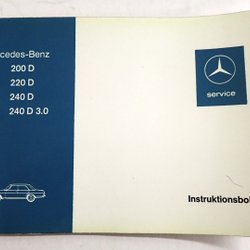 cedes-Benz
200 D
220 D
240 D
240 D 3.0
service
Instruktionsbo